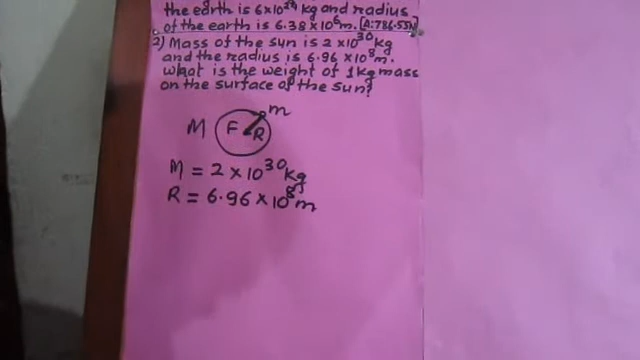 the earth is 6×10²⁴ kg and radius
of the earth is 6.38 × 10⁶ m. [A: 786.55N]
2) Mass of the sun is 2 ×10³⁰ kg
and the radius is 6.96 ×10⁸ m.
What is the weight of 1kg mass
on the surface of the sun?
m
M F R
M = 2 × 10³⁰ kg
R = 6.96 × 10⁸ m